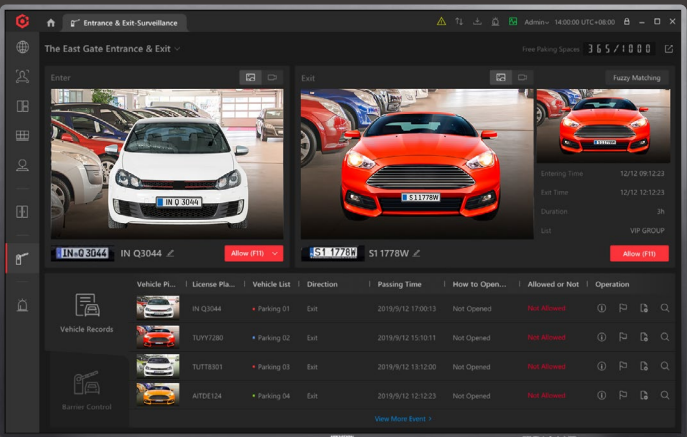 Entrance & Exit-Surveillance
Admin 14:00:00 UTC+08:00
The East Gate Entrance & Exit
Free Paking Spaces 365/1000
Enter
Exit
Fuzzy Matching
IN Q 3044
S 11778W
Entering Time 12/12 09:12:23
Exit Time 12/12 12:12:23
Duration 3h
List VIP GROUP
IN Q 3044
IN Q3044
Allow (F11)
S1 1778W
S1 1778W
Allow (F11)
Vehicle Records
Barrier Control
Vehicle Pi... License Pla... Vehicle List Direction Passing Time How to Open... Allowed or Not Operation
IN Q3044 Parking 01 Exit 2019/9/12 17:00:13 Not Opened Not Allowed
TUYY7280 Parking 02 Exit 2019/9/12 15:10:11 Not Opened Not Allowed
TUTT8301 Parking 03 Exit 2019/9/12 13:12:00 Not Opened Not Allowed
AITDE124 Parking 04 Exit 2019/9/12 12:12:23 Not Opened Not Allowed
View More Event >